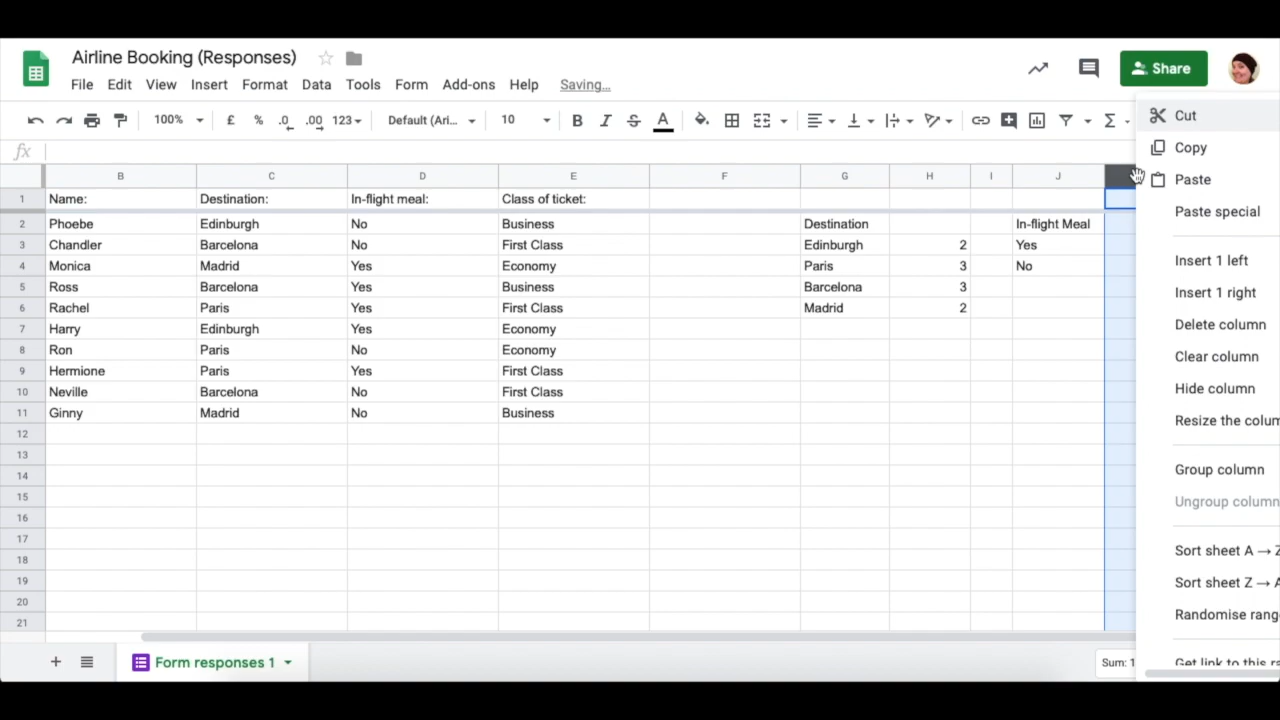 Airline Booking (Responses)
File Edit View Insert Format Data Tools Form Add-ons Help Saving...
Share
100% £ % .0 .00 123 Default (Ari... 10 B I S A Σ
fx
B C D E F G H I J
1 Name: Destination: In-flight meal: Class of ticket:
2 Phoebe Edinburgh No Business Destination In-flight Meal
3 Chandler Barcelona No First Class Edinburgh 2 Yes
4 Monica Madrid Yes Economy Paris 3 No
5 Ross Barcelona Yes Business Barcelona 3
6 Rachel Paris Yes First Class Madrid 2
7 Harry Edinburgh Yes Economy
8 Ron Paris No Economy
9 Hermione Paris Yes First Class
10 Neville Barcelona No First Class
11 Ginny Madrid No Business
12
13
14
15
16
17
18
19
20
21
Cut
Copy
Paste
Paste special
Insert 1 left
Insert 1 right
Delete column
Clear column
Hide column
Resize the colum
Group column
Ungroup column
Sort sheet A → Z
Sort sheet Z → A
Randomise rang
Get link to this ra
+ Form responses 1
Sum: 1